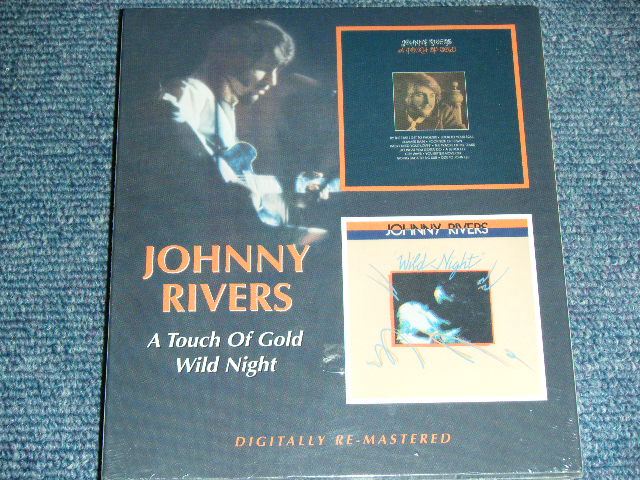 JOHNNY RIVERS
A TOUCH OF GOLD
JOHNNY RIVERS
Wild Night
JOHNNY
RIVERS
A Touch Of Gold
Wild Night
DIGITALLY RE-MASTERED